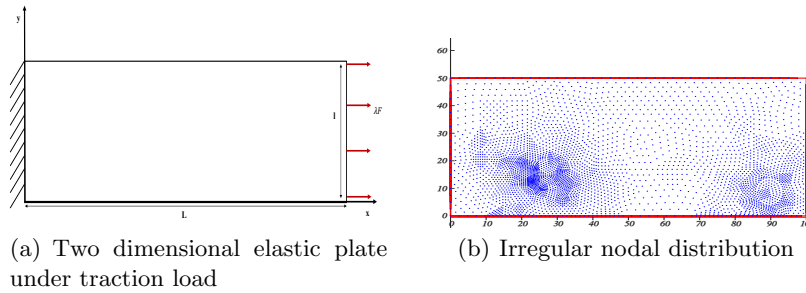 y
l
λF
L
x
60
50
40
30
20
10
0
0
10
20
30
40
50
60
70
80
90
10
(a) Two dimensional elastic plate
under traction load
(b) Irregular nodal distribution